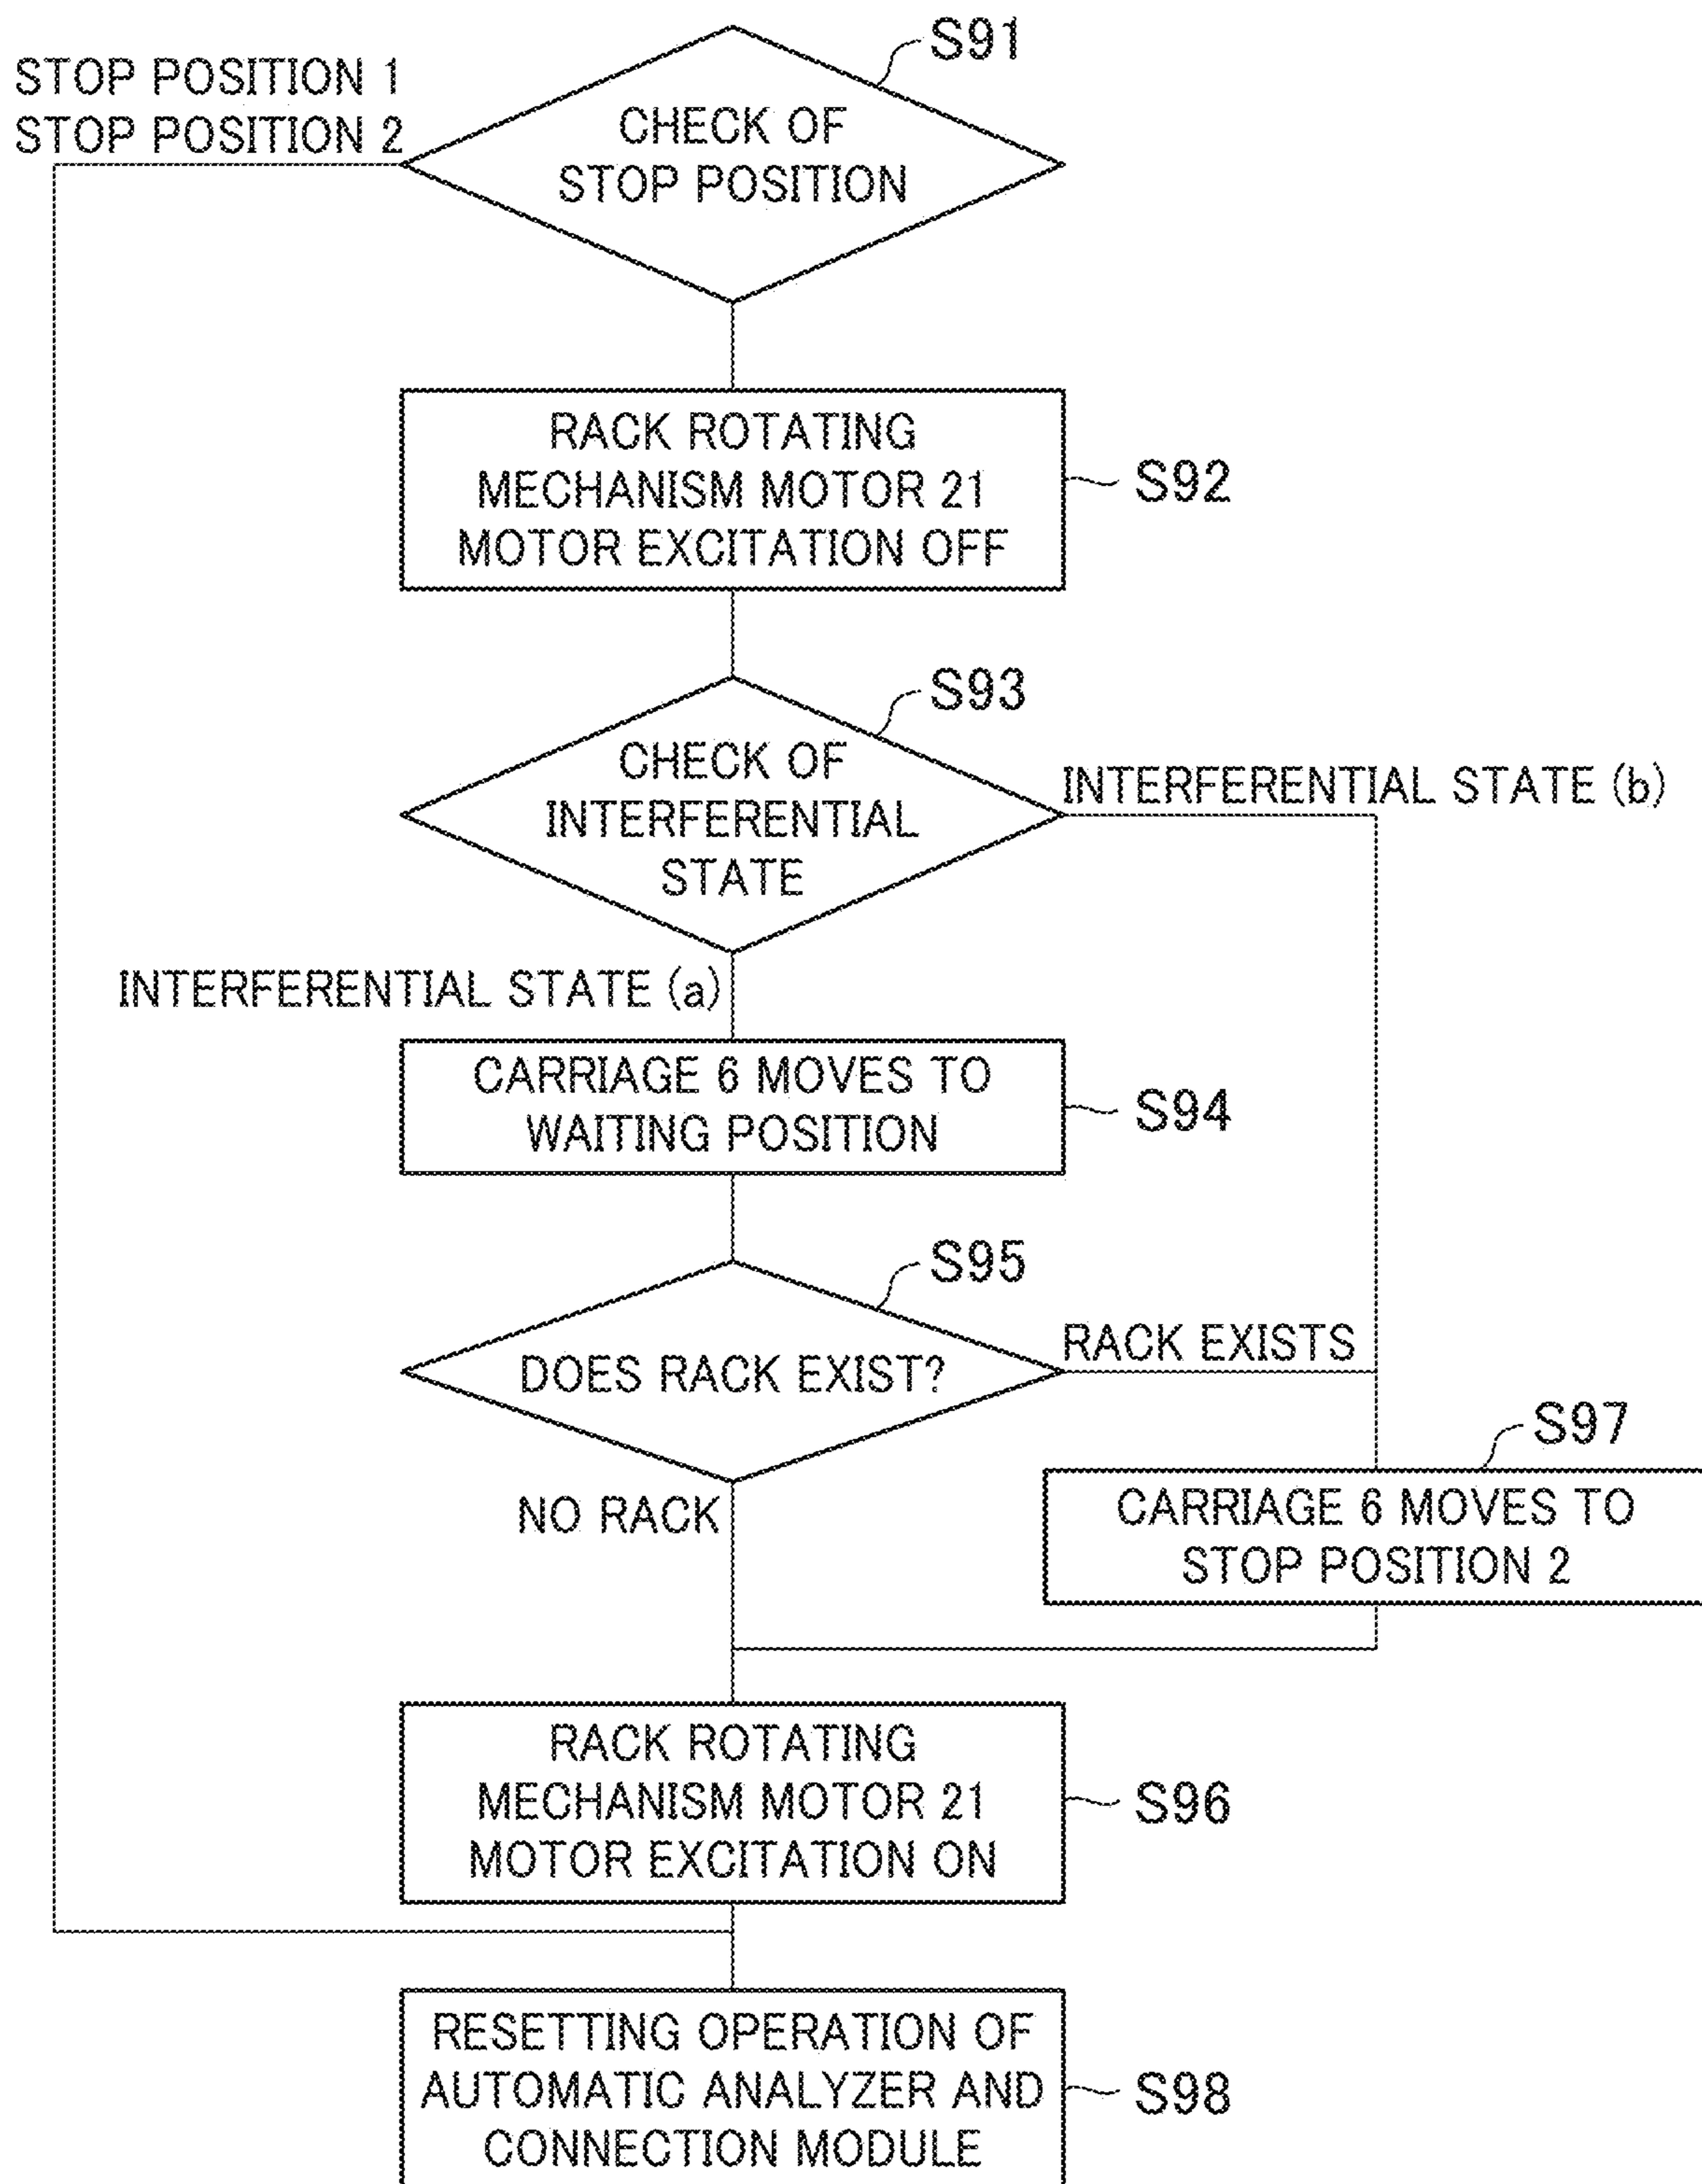 S91
STOP POSITION 1
STOP POSITION 2
CHECK OF
STOP POSITION
RACK ROTATING
MECHANISM MOTOR 21
MOTOR EXCITATION OFF
S92
S93
CHECK OF
INTERFERENTIAL
STATE
INTERFERENTIAL STATE (b)
INTERFERENTIAL STATE (a)
CARRIAGE 6 MOVES TO
WAITING POSITION
S94
S95
DOES RACK EXIST?
RACK EXISTS
S97
NO RACK
CARRIAGE 6 MOVES TO
STOP POSITION 2
RACK ROTATING
MECHANISM MOTOR 21
MOTOR EXCITATION ON
S96
RESETTING OPERATION OF
AUTOMATIC ANALYZER AND
CONNECTION MODULE
S98